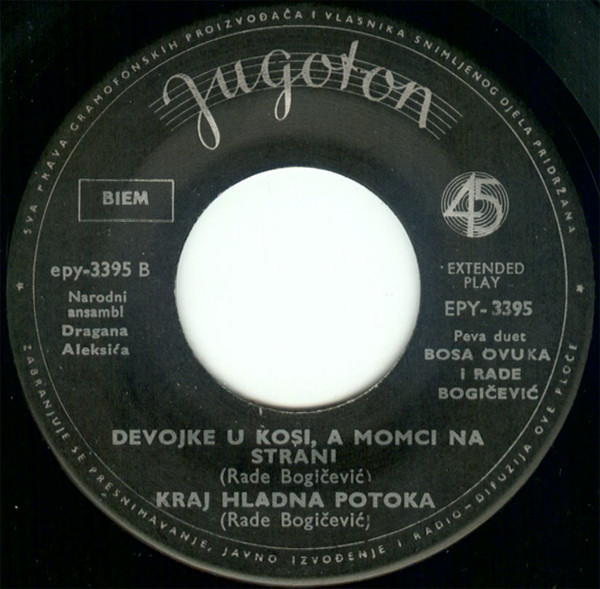 SVA PRAVA GRAMOFONSKIH PROIZVOĐAČA I VLASNIKA SNIMLJENOG DJELA PRIDRŽANA
Jugoton
BIEM
45
epy-3395 B
Narodni
ansambl
Dragana
Aleksića
EXTENDED
PLAY
EPY-3395
Peva duet
BOSA OVUKA
I RADE
BOGIČEVIĆ
DEVOJKE U KOSI, A MOMCI NA
STRANI
(Rade Bogičević)
KRAJ HLADNA POTOKA
(Rade Bogičević)
ZABRANJUJE SE PRESNIMAVANJE, JAVNO IZVOĐENJE I RADIO-DIFUZIJA OVE PLOČE